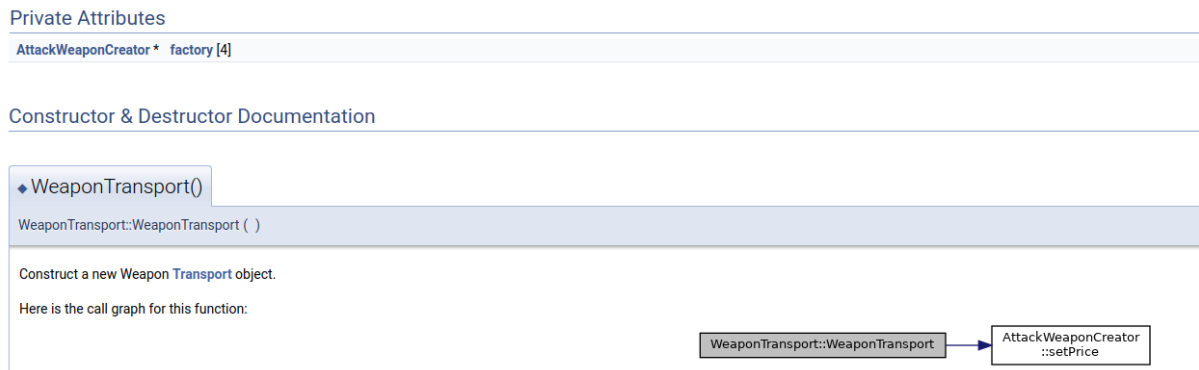 Private Attributes
AttackWeaponCreator * factory [4]
Constructor & Destructor Documentation
◆ WeaponTransport()
WeaponTransport::WeaponTransport ( )
Construct a new Weapon Transport object.
Here is the call graph for this function:
WeaponTransport::WeaponTransport
AttackWeaponCreator
::setPrice